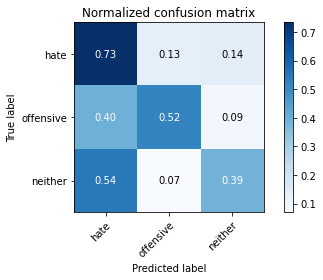 Normalized confusion matrix
True label
hate 0.73 0.13 0.14
offensive 0.40 0.52 0.09
neither 0.54 0.07 0.39
hate offensive neither
Predicted label
0.7
0.6
0.5
0.4
0.3
0.2
0.1